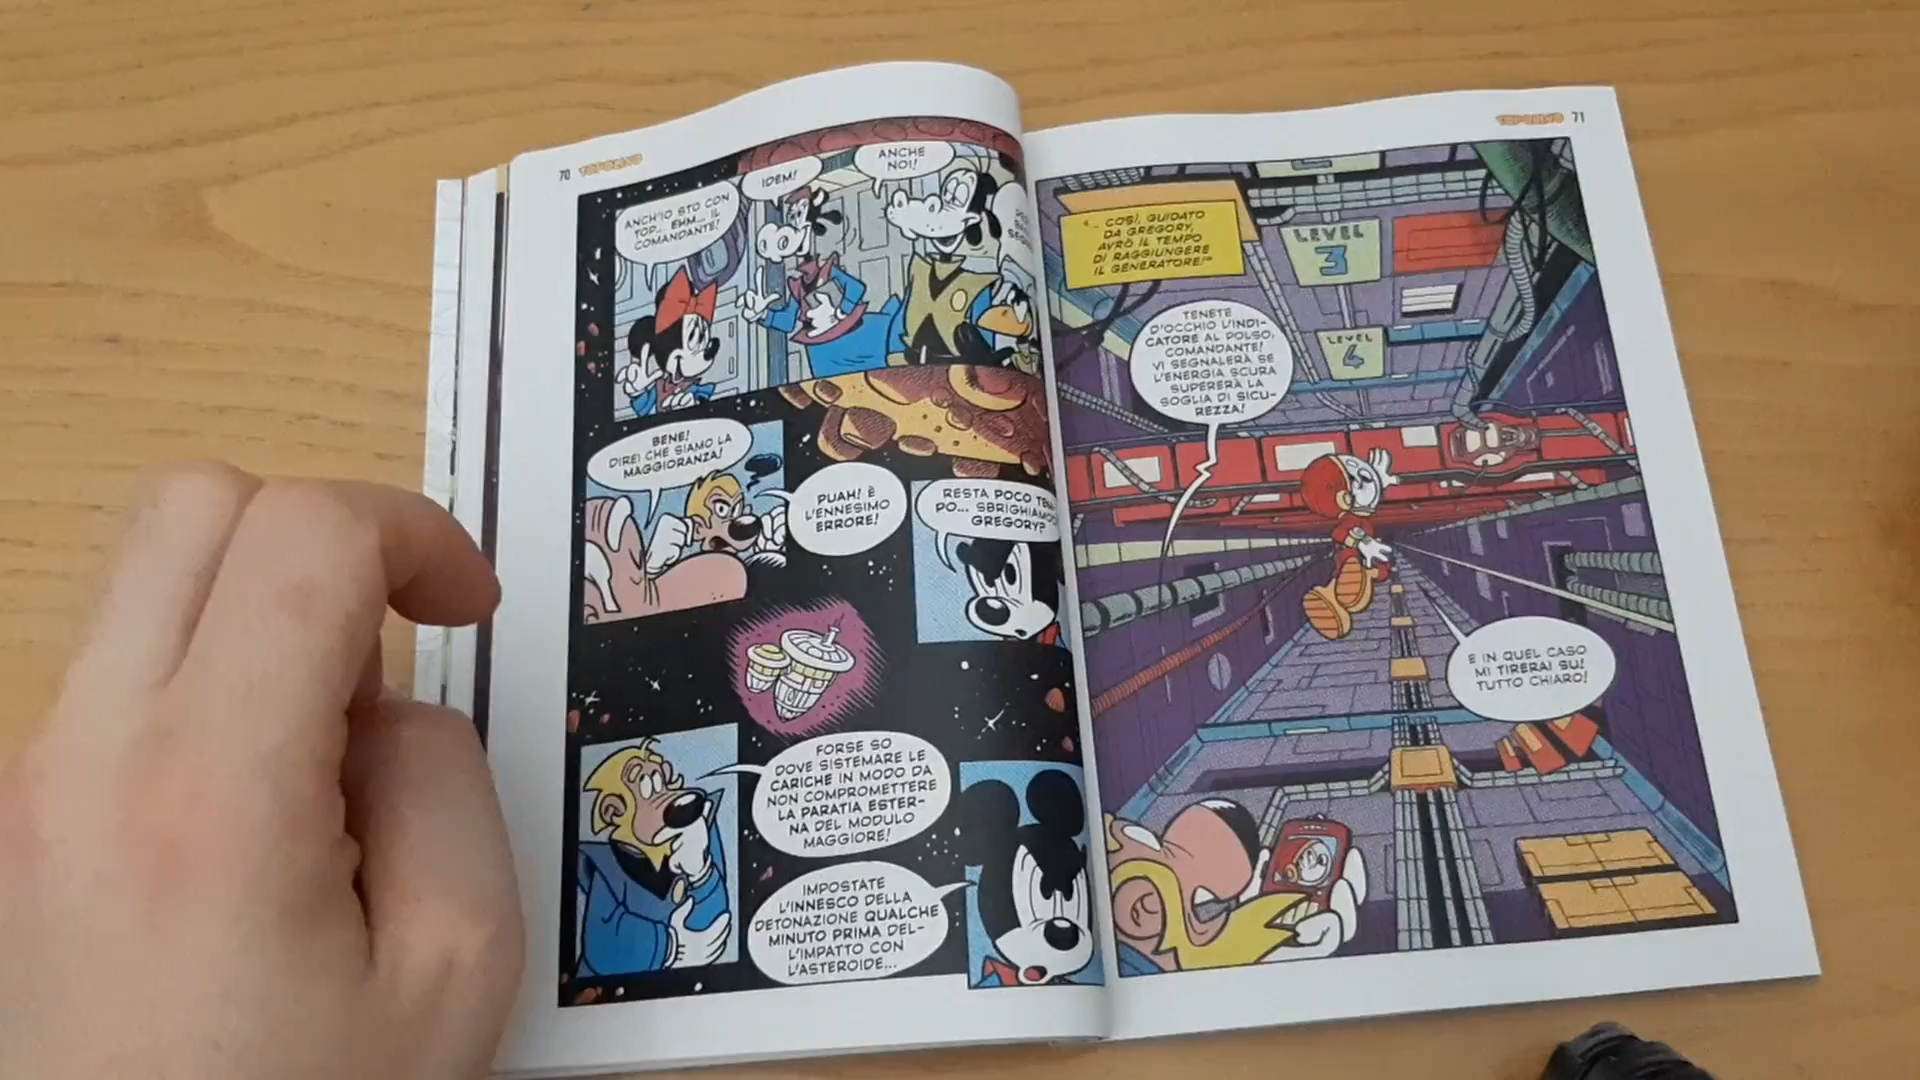 70 TOPOLINO
ANCH'IO STO CON
TOP... EHM... IL
COMANDANTE!
IDEM!
ANCHE
NOI!
BENE!
DIREI CHE SIAMO LA
MAGGIORANZA!
PUAH! È
L'ENNESIMO
ERRORE!
RESTA POCO TEM-
PO... SBRIGHIAMOCI
GREGORY?
FORSE SO
DOVE SISTEMARE LE
CARICHE IN MODO DA
NON COMPROMETTERE
LA PARATIA ESTER-
NA DEL MODULO
MAGGIORE!
IMPOSTATE
L'INNESCO DELLA
DETONAZIONE QUALCHE
MINUTO PRIMA DEL-
L'IMPATTO CON
L'ASTEROIDE...
TOPOLINO 71
"... COSÌ, GUIDATO
DA GREGORY,
AVRÒ IL TEMPO
DI RAGGIUNGERE
IL GENERATORE!"
LEVEL
3
LEVEL
4
TENETE
D'OCCHIO L'INDI-
CATORE AL POLSO,
COMANDANTE!
VI SEGNALERÀ SE
L'ENERGIA SCURA
SUPERERÀ LA
SOGLIA DI SICU-
REZZA!
E IN QUEL CASO
MI TIRERAI SU!
TUTTO CHIARO!